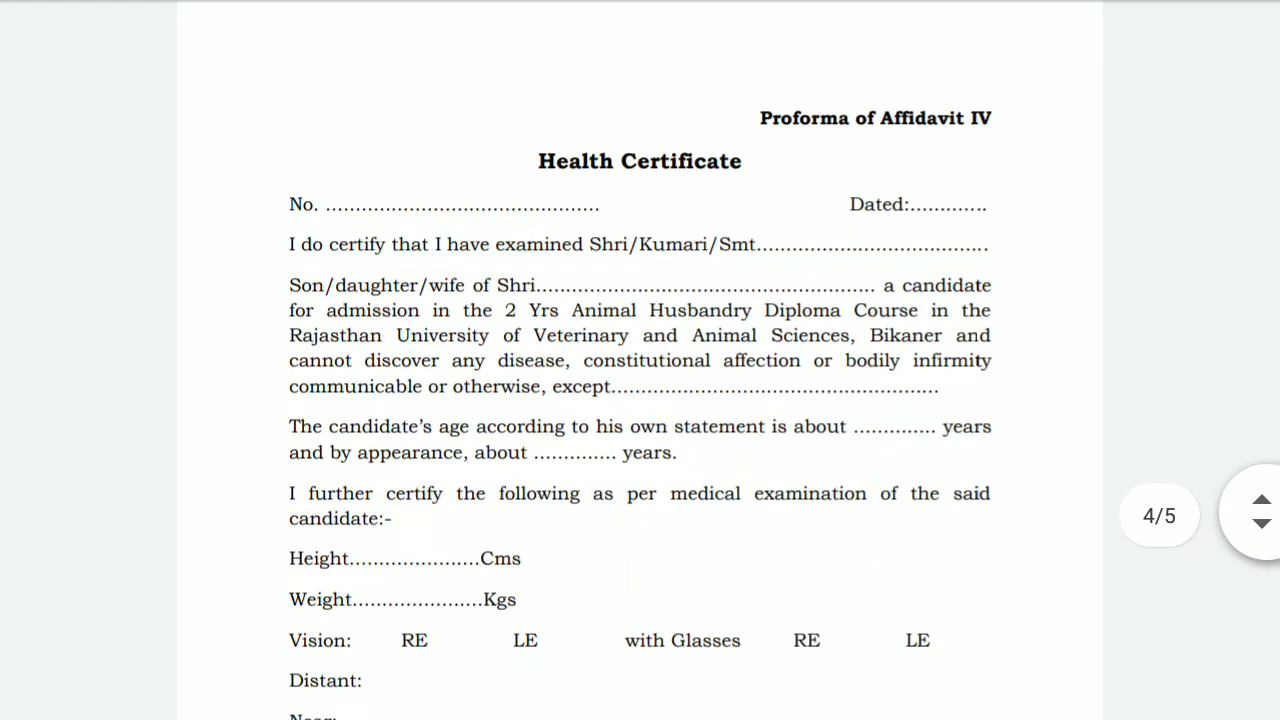 Proforma of Affidavit IV
Health Certificate
No. .............................................. Dated:.............
I do certify that I have examined Shri/Kumari/Smt.......................................
Son/daughter/wife of Shri......................................................... a candidate
for admission in the 2 Yrs Animal Husbandry Diploma Course in the
Rajasthan University of Veterinary and Animal Sciences, Bikaner and
cannot discover any disease, constitutional affection or bodily infirmity
communicable or otherwise, except.......................................................
The candidate’s age according to his own statement is about .............. years
and by appearance, about .............. years.
I further certify the following as per medical examination of the said
candidate:-
Height......................Cms
Weight......................Kgs
Vision: RE LE with Glasses RE LE
Distant:
4/5